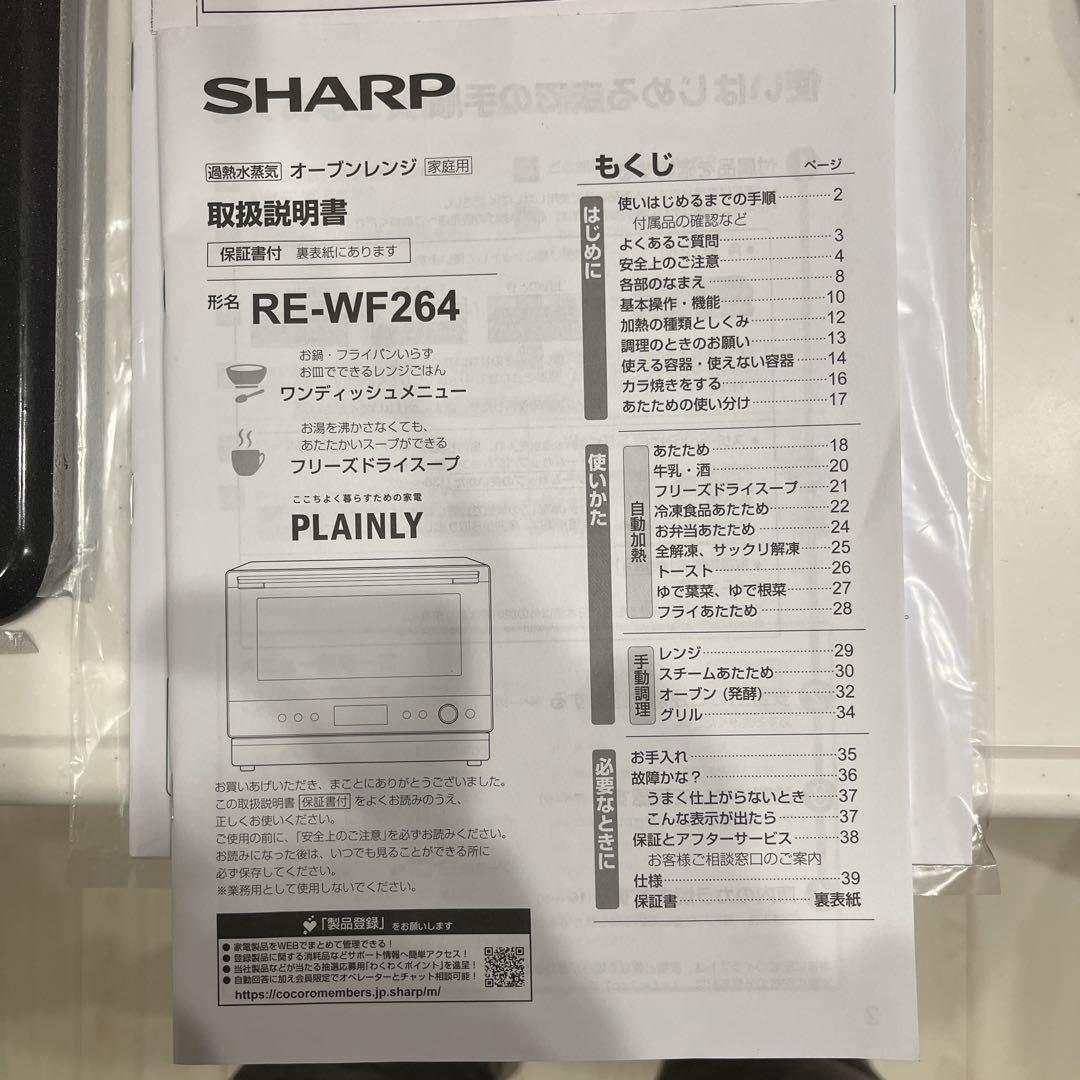 SHARP
過熱水蒸気 オーブンレンジ 家庭用
取扱説明書
保証書付 裏表紙にあります
形名 RE-WF264
お鍋・フライパンいらず
お皿でできるレンジごはん
ワンディッシュメニュー
お湯を沸かさなくても、
あたたかいスープができる
フリーズドライスープ
ここちよく暮らすための家電
PLAINLY
お買いあげいただき、まことにありがとうございました。
この取扱説明書 保証書付 をよくお読みのうえ、
正しくお使いください。
ご使用の前に、「安全上のご注意」を必ずお読みください。
お読みになった後は、いつでも見ることができる所に
必ず保存してください。
※業務用として使用しないでください。
「製品登録」をお願いします
● 家電製品をWEBでまとめて管理できる！
● 登録製品に関する消耗品などサポート情報へ簡単アクセス！
● 当社製品などが当たる抽選応募用「わくわくポイント」を進呈！
● 自動回答に加え会員限定でオペレーターとチャット相談可能！
https://cocoromembers.jp.sharp/m/
もくじ ページ
はじめに
使いはじめるまでの手順 2
付属品の確認など
よくあるご質問 3
安全上のご注意 4
各部のなまえ 8
基本操作・機能 10
加熱の種類としくみ 12
調理のときのお願い 13
使える容器・使えない容器 14
カラ焼きをする 16
あたための使い分け 17
使いかた
自動加熱
あたため 18
牛乳・酒 20
フリーズドライスープ 21
冷凍食品あたため 22
お弁当あたため 24
全解凍、サックリ解凍 25
トースト 26
ゆで葉菜、ゆで根菜 27
フライあたため 28
手動調理
レンジ 29
スチームあたため 30
オーブン (発酵) 32
グリル 34
必要なときに
お手入れ 35
故障かな？ 36
うまく仕上がらないとき 37
こんな表示が出たら 37
保証とアフターサービス 38
お客様ご相談窓口のご案内
仕様 39
保証書 裏表紙